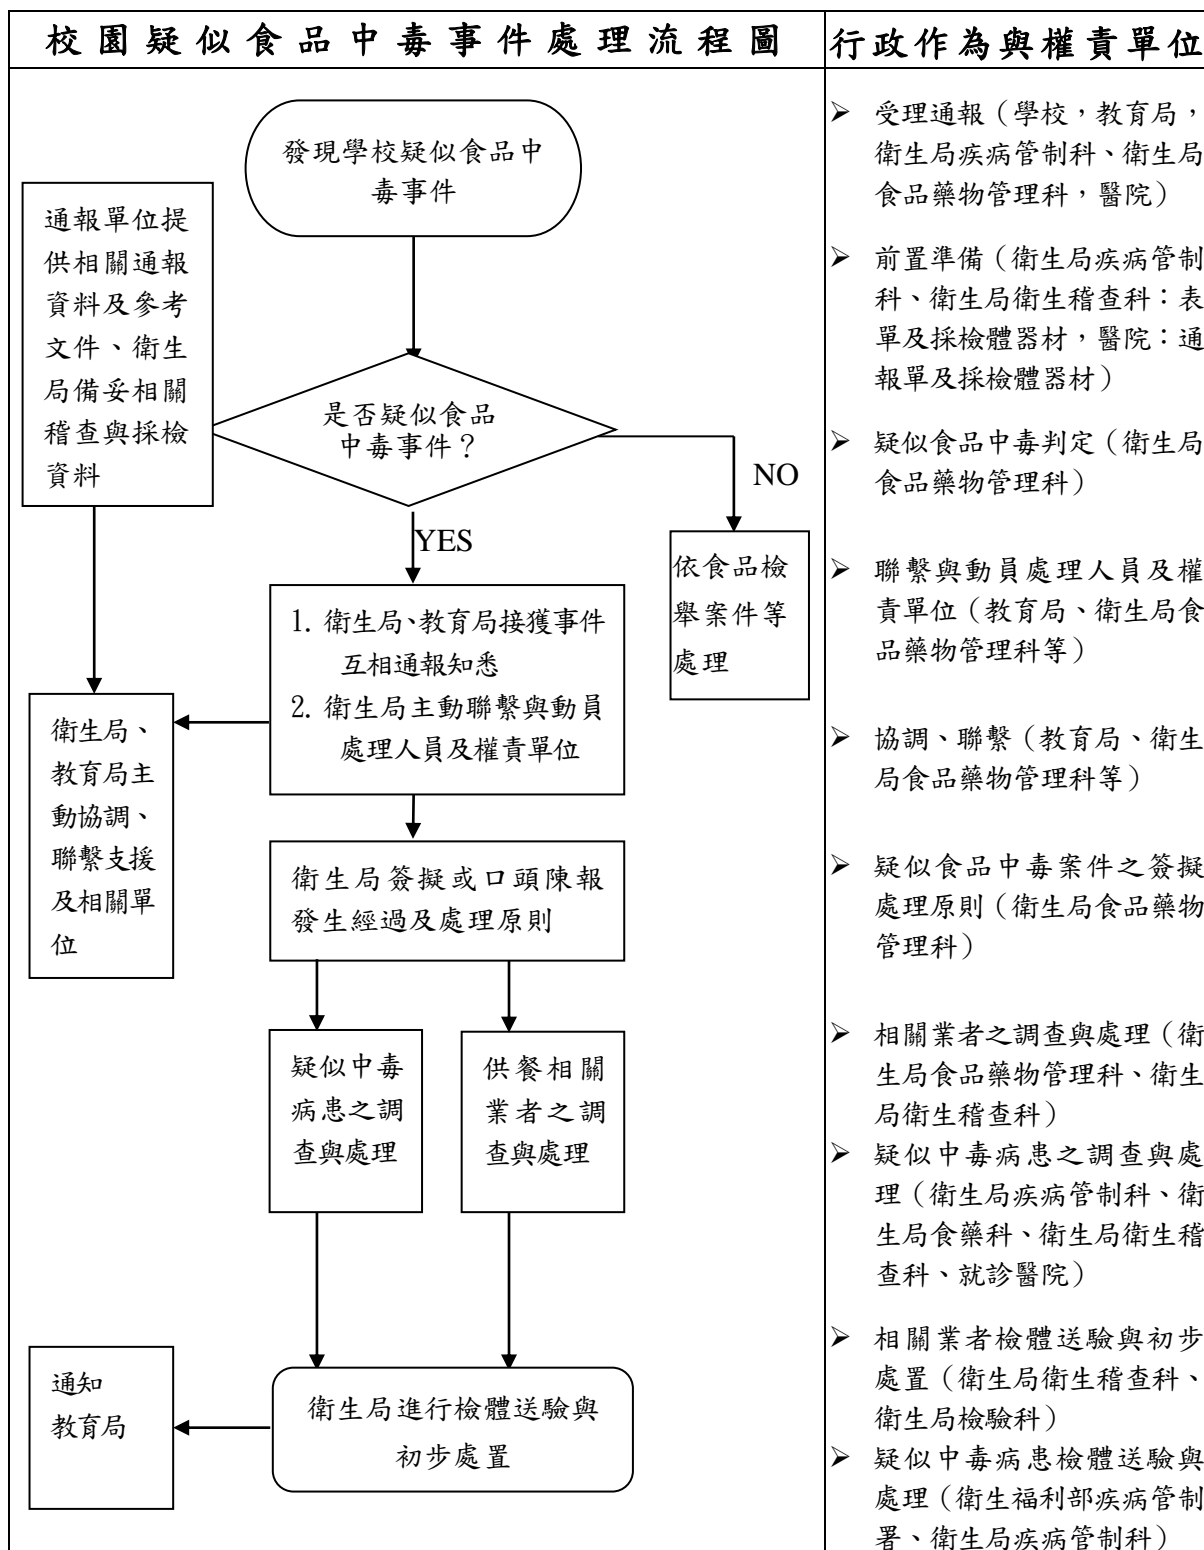 校園疑似食品中毒事件處理流程圖
發現學校疑似食品中
毒事件
通報單位提
供相關通報
資料及參考
文件、衛生
局備妥相關
稽查與採檢
資料
是否疑似食品
中毒事件？
NO
YES
依食品檢
舉案件等
處理
1. 衛生局、教育局接獲事件
互相通報知悉
2. 衛生局主動聯繫與動員
處理人員及權責單位
衛生局、
教育局主
動協調、
聯繫支援
及相關單
位
衛生局簽擬或口頭陳報
發生經過及處理原則
疑似中毒
病患之調
查與處理
供餐相關
業者之調
查與處理
通知
教育局
衛生局進行檢體送驗與
初步處置
行政作為與權責單位
➢ 受理通報（學校，教育局，
衛生局疾病管制科、衛生局
食品藥物管理科，醫院）
➢ 前置準備（衛生局疾病管制
科、衛生局衛生稽查科：表
單及採檢體器材，醫院：通
報單及採檢體器材）
➢ 疑似食品中毒判定（衛生局
食品藥物管理科）
➢ 聯繫與動員處理人員及權
責單位（教育局、衛生局食
品藥物管理科等）
➢ 協調、聯繫（教育局、衛生
局食品藥物管理科等）
➢ 疑似食品中毒案件之簽擬
處理原則（衛生局食品藥物
管理科）
➢ 相關業者之調查與處理（衛
生局食品藥物管理科、衛生
局衛生稽查科）
➢ 疑似中毒病患之調查與處
理（衛生局疾病管制科、衛
生局食藥科、衛生局衛生稽
查科、就診醫院）
➢ 相關業者檢體送驗與初步
處置（衛生局衛生稽查科、
衛生局檢驗科）
➢ 疑似中毒病患檢體送驗與
處理（衛生福利部疾病管制
署、衛生局疾病管制科）